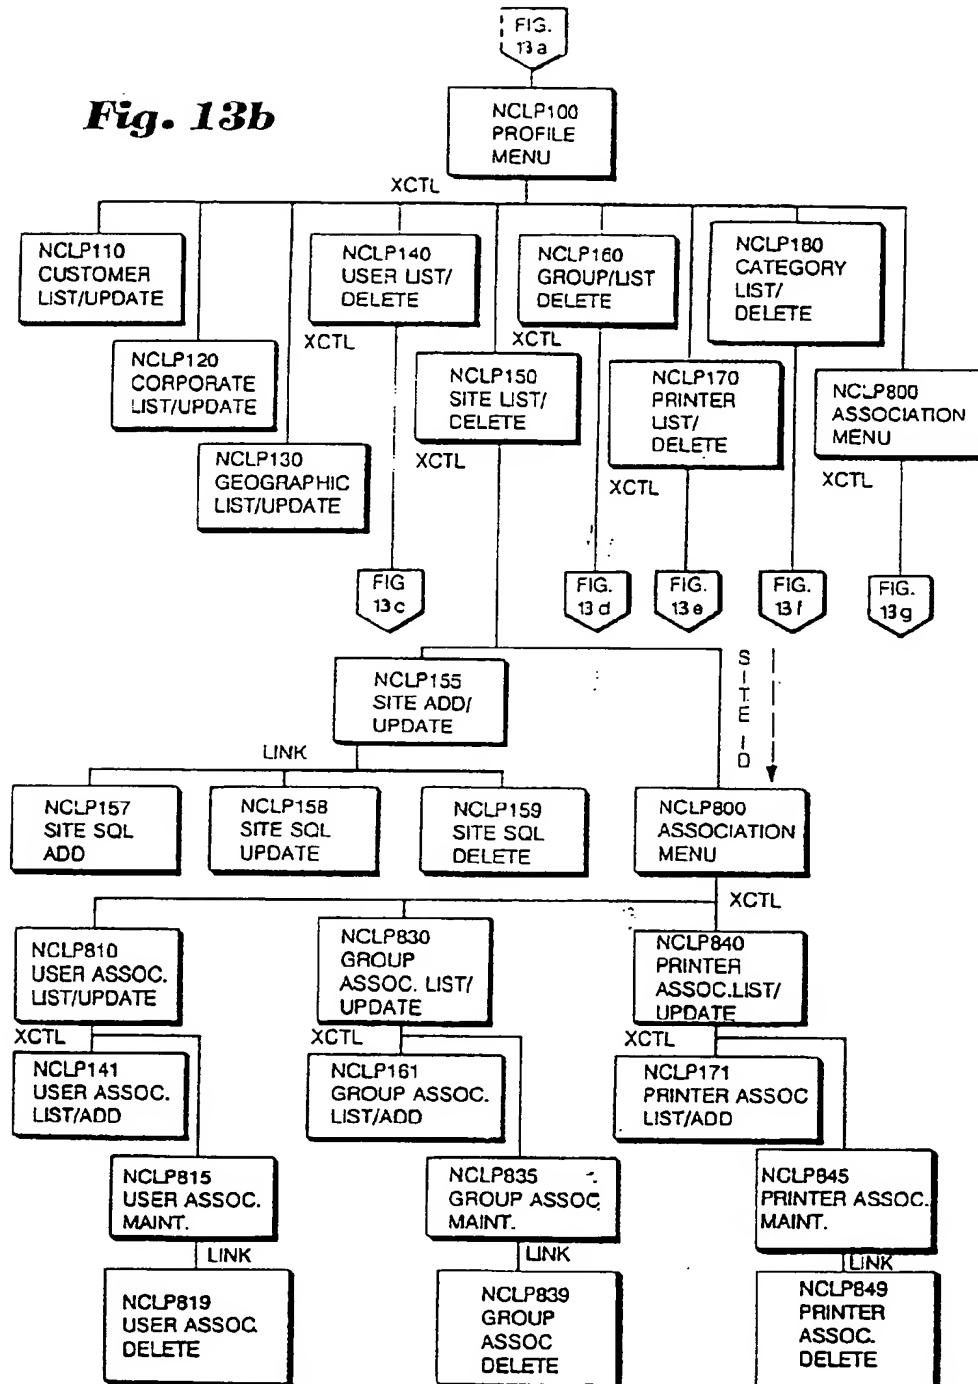 FIG.
13a
Fig. 13b
NCLP100
PROFILE
MENU
XCTL
NCLP110
CUSTOMER
LIST/UPDATE
NCLP140
USER LIST/
DELETE
NCLP160
GROUP/LIST
DELETE
NCLP180
CATEGORY
LIST/
DELETE
XCTL
XCTL
NCLP120
CORPORATE
LIST/UPDATE
NCLP150
SITE LIST/
DELETE
NCLP170
PRINTER
LIST/
DELETE
NCLP800
ASSOCIATION
MENU
NCLP130
GEOGRAPHIC
LIST/UPDATE
XCTL
XCTL
XCTL
FIG
13c
FIG.
13d
FIG.
13e
FIG.
13f
FIG.
13g
NCLP155
SITE ADD/
UPDATE
SITE ID
LINK
NCLP157
SITE SQL
ADD
NCLP158
SITE SQL
UPDATE
NCLP159
SITE SQL
DELETE
NCLP800
ASSOCIATION
MENU
XCTL
NCLP810
USER ASSOC.
LIST/UPDATE
NCLP830
GROUP
ASSOC. LIST/
UPDATE
NCLP840
PRINTER
ASSOC.LIST/
UPDATE
XCTL
XCTL
XCTL
NCLP141
USER ASSOC.
LIST/ADD
NCLP161
GROUP ASSOC.
LIST/ADD
NCLP171
PRINTER ASSOC
LIST/ADD
NCLP815
USER ASSOC.
MAINT.
NCLP835
GROUP ASSOC
MAINT.
NCLP845
PRINTER ASSOC.
MAINT.
LINK
LINK
LINK
NCLP819
USER ASSOC.
DELETE
NCLP839
GROUP
ASSOC
DELETE
NCLP849
PRINTER
ASSOC.
DELETE